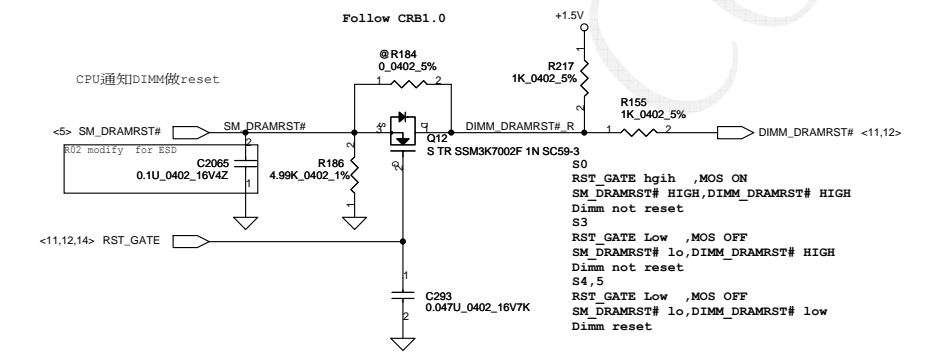 Follow CRB1.0
+1.5V
@R184
0_0402_5%
1
2
CPU通知DIMM做reset
1
R217
1K_0402_5%
2
R155
1K_0402_5%
1
2
<5> SM_DRAMRST#
SM_DRAMRST#
3
S
D
1
DIMM_DRAMRST#_R
DIMM_DRAMRST# <11,12>
Q12
S TR SSM3K7002F 1N SC59-3
G
2
R02 modify for ESD
2
C2065
0.1U_0402_16V4Z
1
2
R186
4.99K_0402_1%
1
<11,12,14> RST_GATE
1
C293
0.047U_0402_16V7K
2
S0
RST_GATE hgih ,MOS ON
SM_DRAMRST# HIGH,DIMM_DRAMRST# HIGH
Dimm not reset
S3
RST_GATE Low ,MOS OFF
SM_DRAMRST# lo,DIMM_DRAMRST# HIGH
Dimm not reset
S4,5
RST_GATE Low ,MOS OFF
SM_DRAMRST# lo,DIMM_DRAMRST# low
Dimm reset